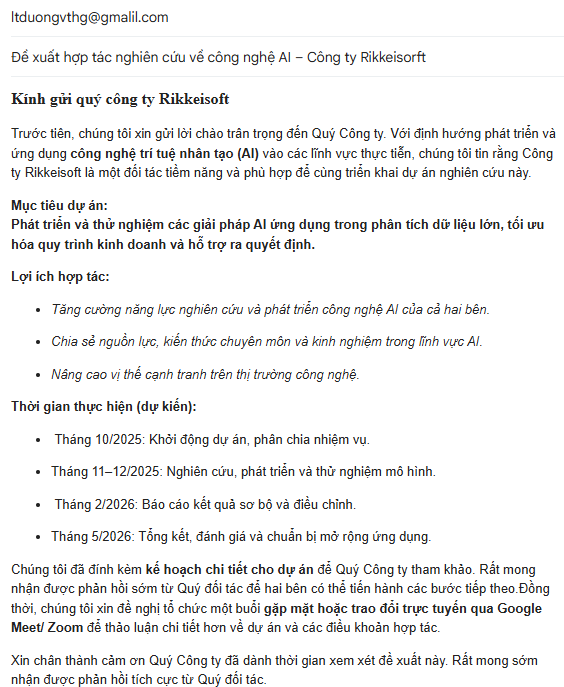 ltduongvthg@gmalil.com
Đề xuất hợp tác nghiên cứu về công nghệ AI – Công ty Rikkeisorft
Kính gửi quý công ty Rikkeisoft
Trước tiên, chúng tôi xin gửi lời chào trân trọng đến Quý Công ty. Với định hướng phát triển và
ứng dụng công nghệ trí tuệ nhân tạo (AI) vào các lĩnh vực thực tiễn, chúng tôi tin rằng Công
ty Rikkeisoft là một đối tác tiềm năng và phù hợp để cùng triển khai dự án nghiên cứu này.
Mục tiêu dự án:
Phát triển và thử nghiệm các giải pháp AI ứng dụng trong phân tích dữ liệu lớn, tối ưu
hóa quy trình kinh doanh và hỗ trợ ra quyết định.
Lợi ích hợp tác:
• Tăng cường năng lực nghiên cứu và phát triển công nghệ AI của cả hai bên.
• Chia sẻ nguồn lực, kiến thức chuyên môn và kinh nghiệm trong lĩnh vực AI.
• Nâng cao vị thế cạnh tranh trên thị trường công nghệ.
Thời gian thực hiện (dự kiến):
• Tháng 10/2025: Khởi động dự án, phân chia nhiệm vụ.
• Tháng 11–12/2025: Nghiên cứu, phát triển và thử nghiệm mô hình.
• Tháng 2/2026: Báo cáo kết quả sơ bộ và điều chỉnh.
• Tháng 5/2026: Tổng kết, đánh giá và chuẩn bị mở rộng ứng dụng.
Chúng tôi đã đính kèm kế hoạch chi tiết cho dự án để Quý Công ty tham khảo. Rất mong
nhận được phản hồi sớm từ Quý đối tác để hai bên có thể tiến hành các bước tiếp theo.Đồng
thời, chúng tôi xin đề nghị tổ chức một buổi gặp mặt hoặc trao đổi trực tuyến qua Google
Meet/ Zoom để thảo luận chi tiết hơn về dự án và các điều khoản hợp tác.
Xin chân thành cảm ơn Quý Công ty đã dành thời gian xem xét đề xuất này. Rất mong sớm
nhận được phản hồi tích cực từ Quý đối tác.